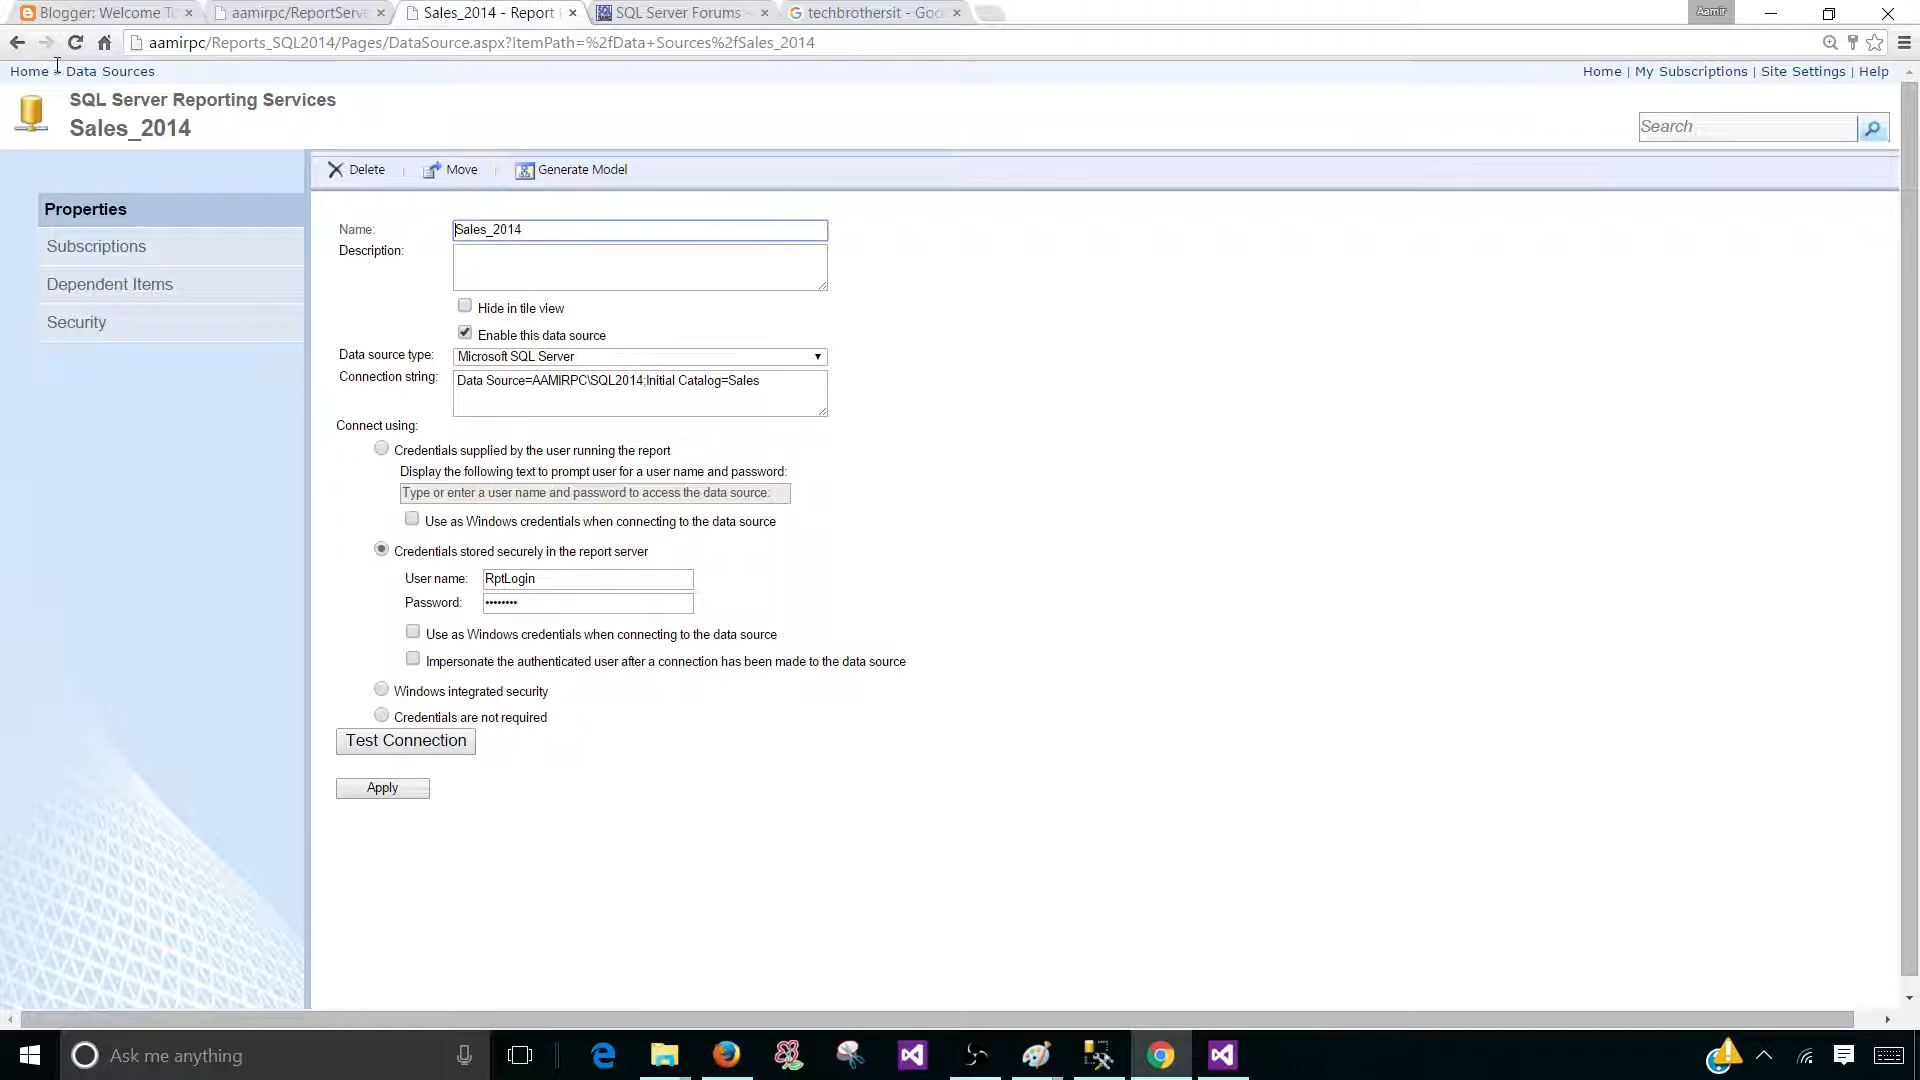 Blogger: Welcome T
aamirpc/ReportServe
Sales_2014 - Report
SQL Server Forums -
techbrothersit - Goo
Aamir
aamirpc/Reports_SQL2014/Pages/DataSource.aspx?ItemPath=%2fData+Sources%2fSales_2014
Home
Data Sources
Home | My Subscriptions | Site Settings | Help
SQL Server Reporting Services
Sales_2014
Search
Delete
Move
Generate Model
Properties
Subscriptions
Dependent Items
Security
Name: Sales_2014
Description:
Hide in tile view
Enable this data source
Data source type: Microsoft SQL Server
Connection string: Data Source=AAMIRPC\SQL2014;Initial Catalog=Sales
Connect using:
Credentials supplied by the user running the report
Display the following text to prompt user for a user name and password:
Type or enter a user name and password to access the data source:
Use as Windows credentials when connecting to the data source
Credentials stored securely in the report server
User name: RptLogin
Password: ••••••••
Use as Windows credentials when connecting to the data source
Impersonate the authenticated user after a connection has been made to the data source
Windows integrated security
Credentials are not required
Test Connection
Apply
Ask me anything